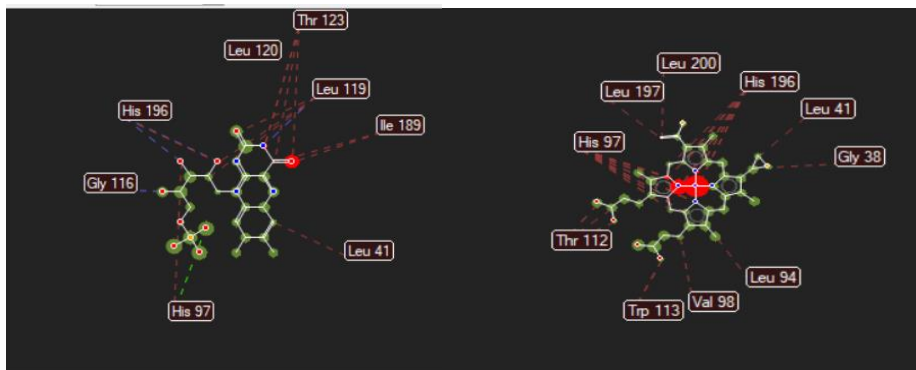 Thr 123
Leu 120
Leu 119
His 196
Ile 189
Gly 116
Leu 41
His 97
Leu 200
Leu 197
His 196
Leu 41
His 97
Gly 38
Thr 112
Leu 94
Val 98
Trp 113